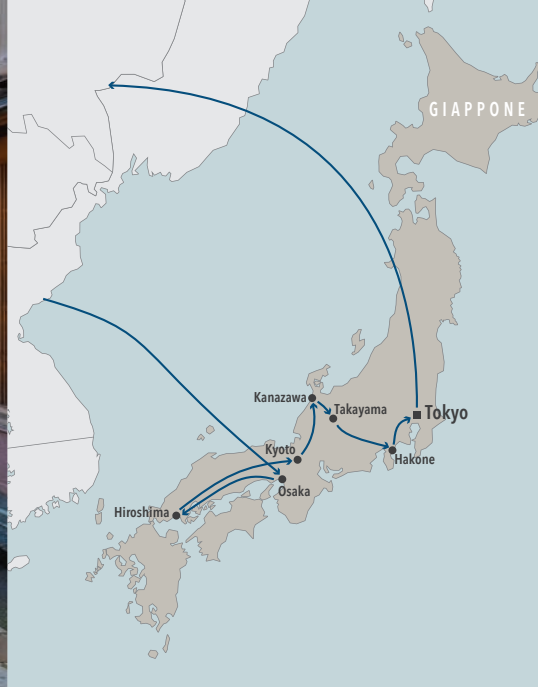 GIAPPONE
Kanazawa
Takayama
Tokyo
Kyoto
Hakone
Osaka
Hiroshima